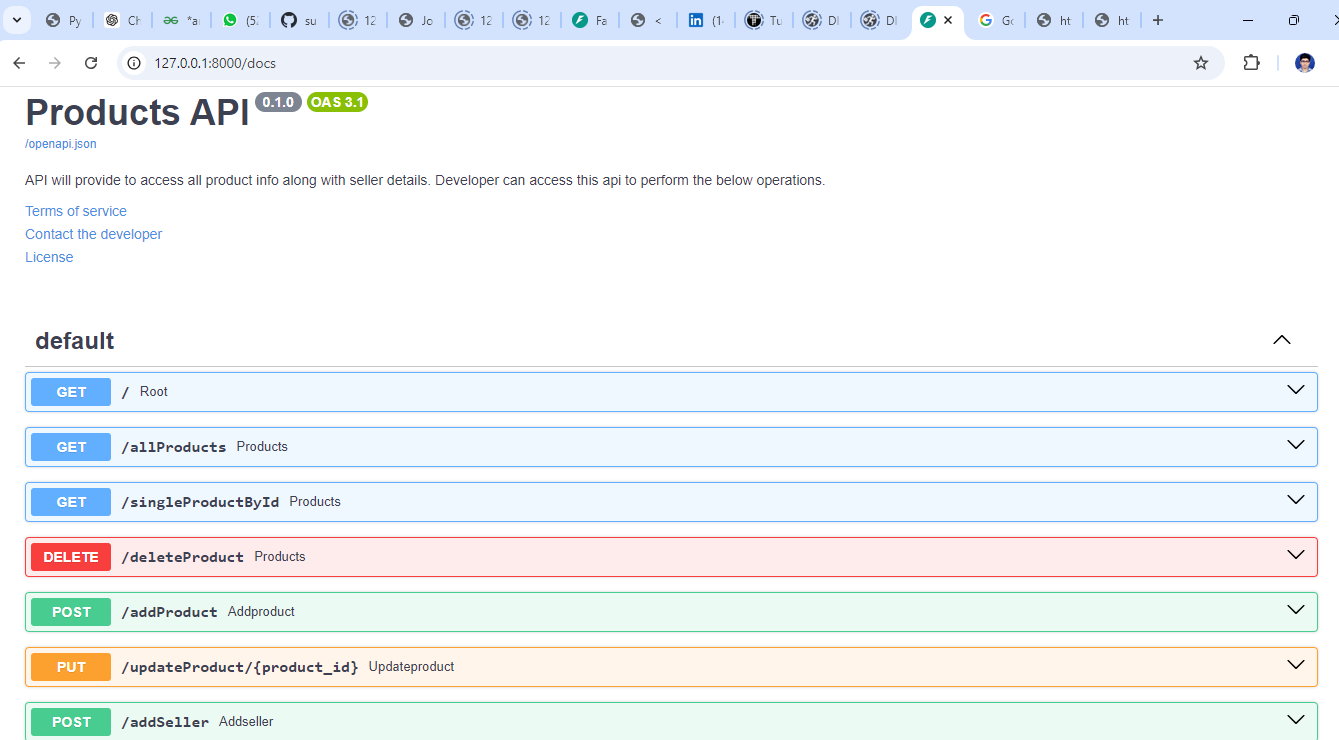 Py
Ch
*ar
(52
su
12
Jo
12
12
Fa
<
(14
Tu
DI
DI
Go
ht
ht
127.0.0.1:8000/docs
Products API 0.1.0 OAS 3.1
/openapi.json
API will provide to access all product info along with seller details. Developer can access this api to perform the below operations.
Terms of service
Contact the developer
License
default
GET / Root
GET /allProducts Products
GET /singleProductById Products
DELETE /deleteProduct Products
POST /addProduct Addproduct
PUT /updateProduct/{product_id} Updateproduct
POST /addSeller Addseller